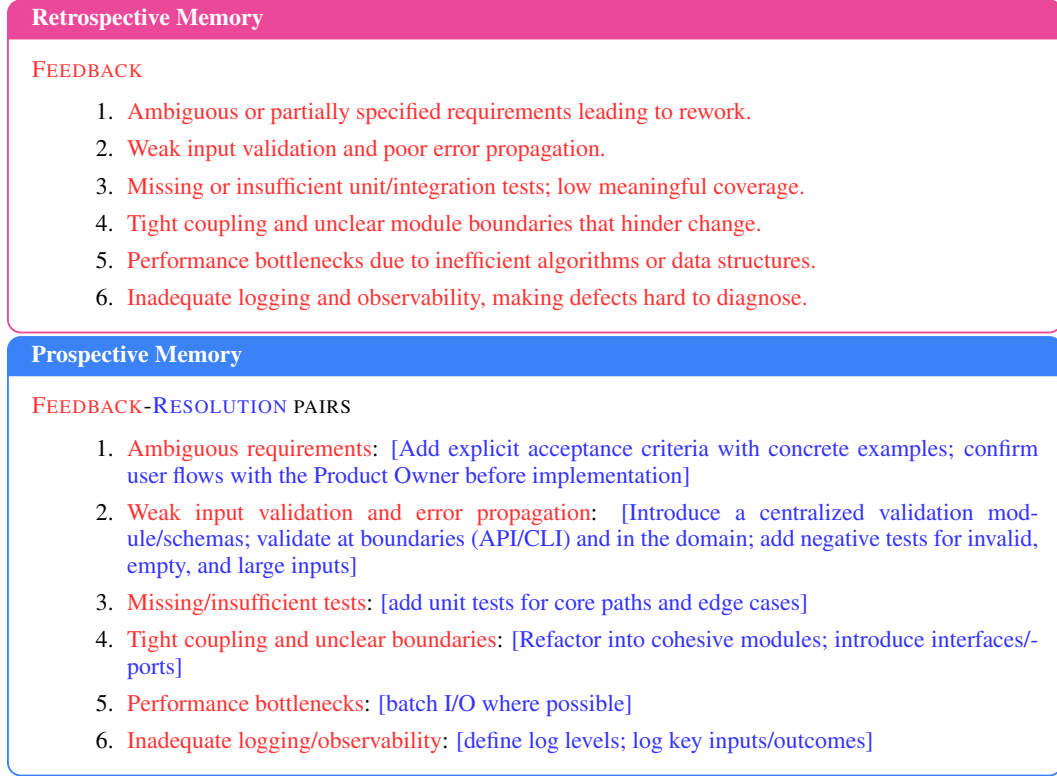 Retrospective Memory
FEEDBACK
1. Ambiguous or partially specified requirements leading to rework.
2. Weak input validation and poor error propagation.
3. Missing or insufficient unit/integration tests; low meaningful coverage.
4. Tight coupling and unclear module boundaries that hinder change.
5. Performance bottlenecks due to inefficient algorithms or data structures.
6. Inadequate logging and observability, making defects hard to diagnose.
Prospective Memory
FEEDBACK-RESOLUTION PAIRS
1. Ambiguous requirements: [Add explicit acceptance criteria with concrete examples; confirm
user flows with the Product Owner before implementation]
2. Weak input validation and error propagation: [Introduce a centralized validation mod-
ule/schemas; validate at boundaries (API/CLI) and in the domain; add negative tests for invalid,
empty, and large inputs]
3. Missing/insufficient tests: [add unit tests for core paths and edge cases]
4. Tight coupling and unclear boundaries: [Refactor into cohesive modules; introduce interfaces/-
ports]
5. Performance bottlenecks: [batch I/O where possible]
6. Inadequate logging/observability: [define log levels; log key inputs/outcomes]